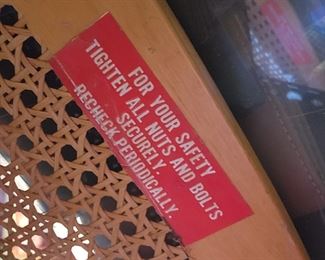 FOR YOUR SAFETY
TIGHTEN ALL NUTS AND BOLTS
SECURELY.
RECHECK PERIODICALLY.